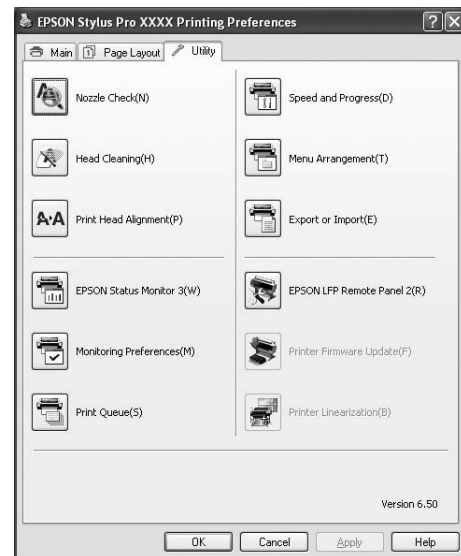 EPSON Stylus Pro XXXX Printing Preferences
Main
Page Layout
Utility
Nozzle Check(N)
Speed and Progress(D)
Head Cleaning(H)
Menu Arrangement(T)
Print Head Alignment(P)
Export or Import(E)
EPSON Status Monitor 3(W)
EPSON LFP Remote Panel 2(R)
Monitoring Preferences(M)
Printer Firmware Update(F)
Print Queue(S)
Printer Linearization(B)
Version 6.50
OK
Cancel
Apply
Help